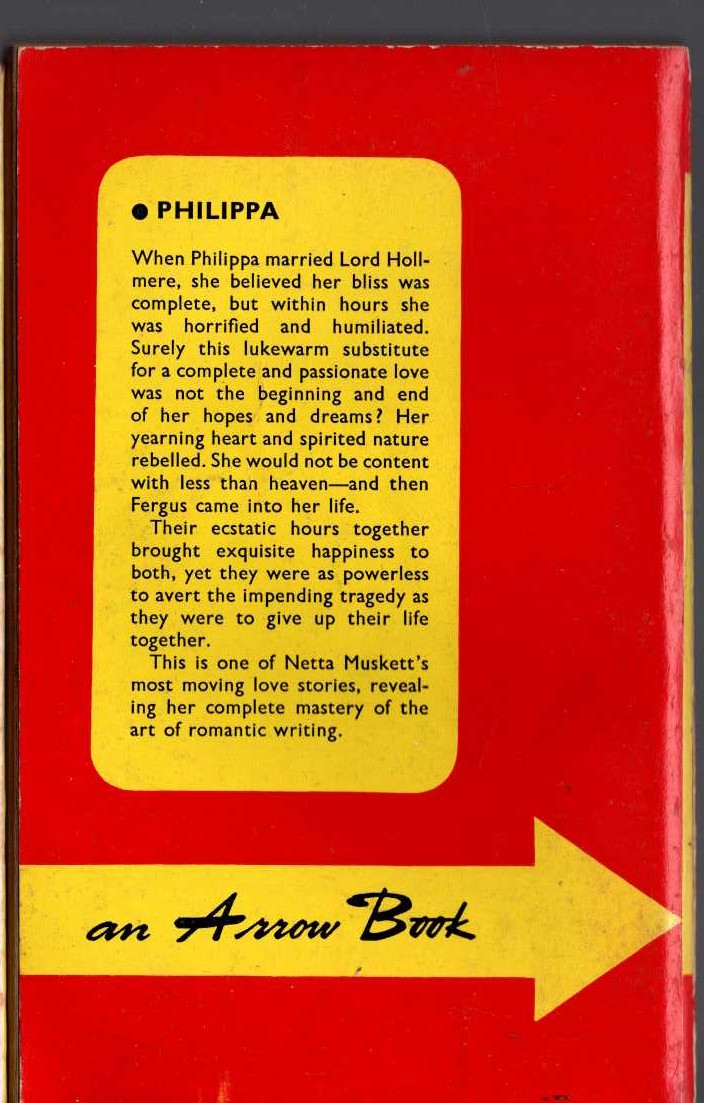 ● PHILIPPA
When Philippa married Lord Holl-
mere, she believed her bliss was
complete, but within hours she
was horrified and humiliated.
Surely this lukewarm substitute
for a complete and passionate love
was not the beginning and end
of her hopes and dreams? Her
yearning heart and spirited nature
rebelled. She would not be content
with less than heaven—and then
Fergus came into her life.
Their ecstatic hours together
brought exquisite happiness to
both, yet they were as powerless
to avert the impending tragedy as
they were to give up their life
together.
This is one of Netta Muskett's
most moving love stories, reveal-
ing her complete mastery of the
art of romantic writing.
an Arrow Book